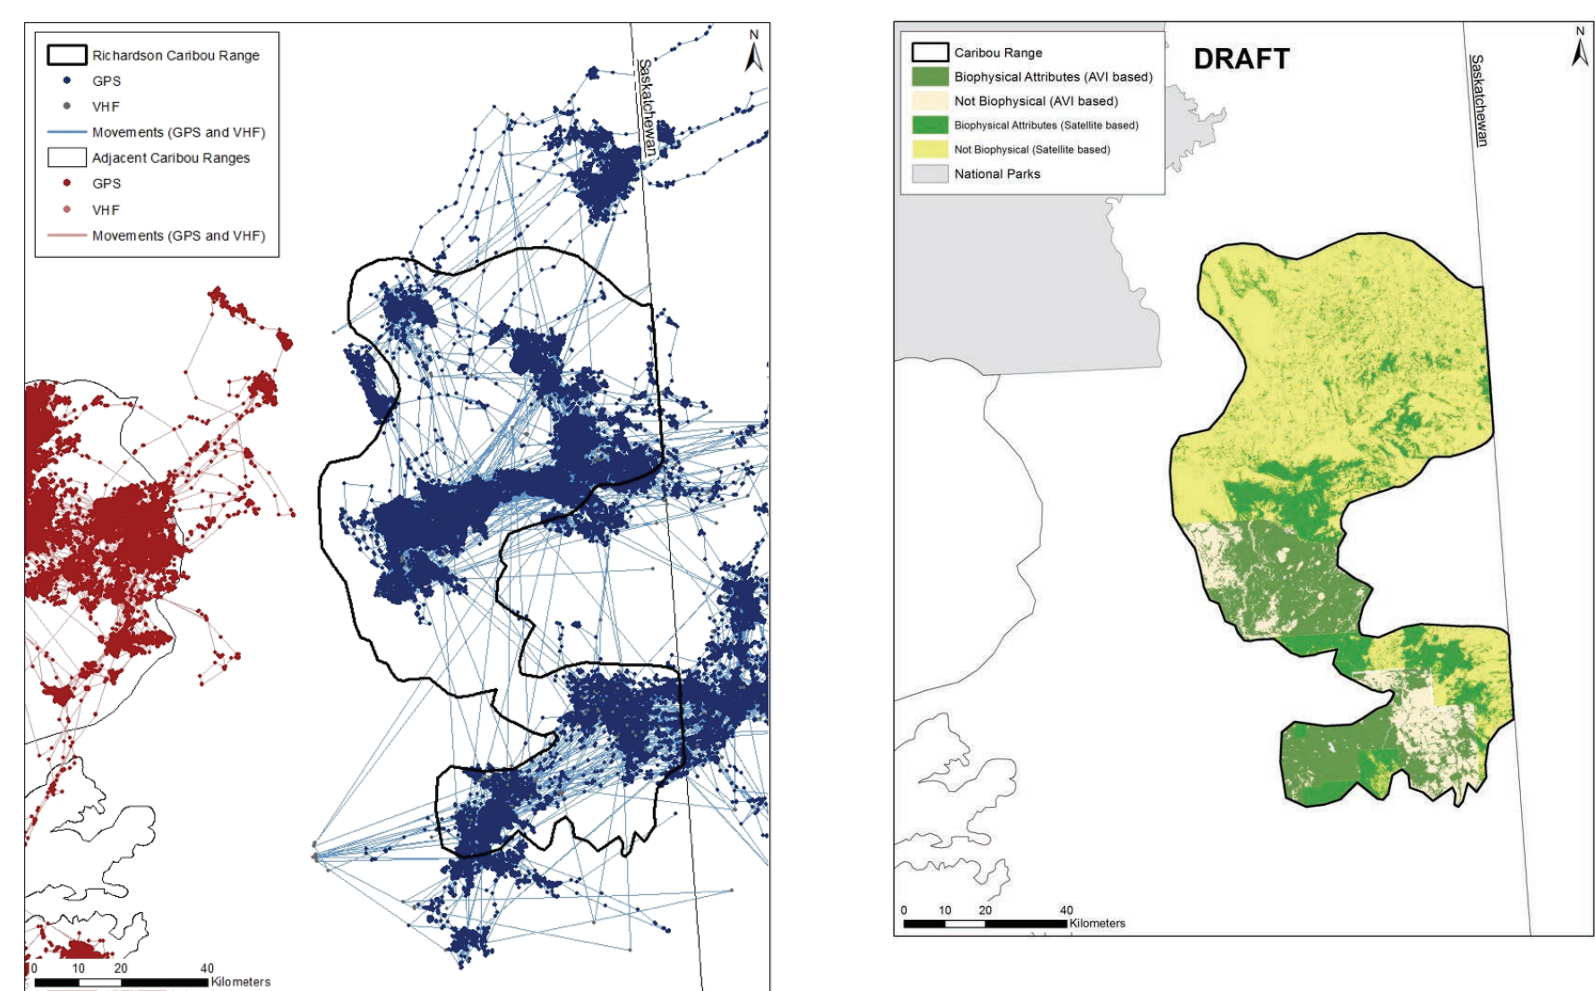 Richardson Caribou Range
GPS
VHF
Movements (GPS and VHF)
Adjacent Caribou Ranges
GPS
VHF
Movements (GPS and VHF)
N
Saskatchewan
0 10 20 40
Kilometers
Caribou Range
Biophysical Attributes (AVI based)
Not Biophysical (AVI based)
Biophysical Attributes (Satellite based)
Not Biophysical (Satellite based)
National Parks
DRAFT
N
Saskatchewan
0 10 20 40
Kilometers